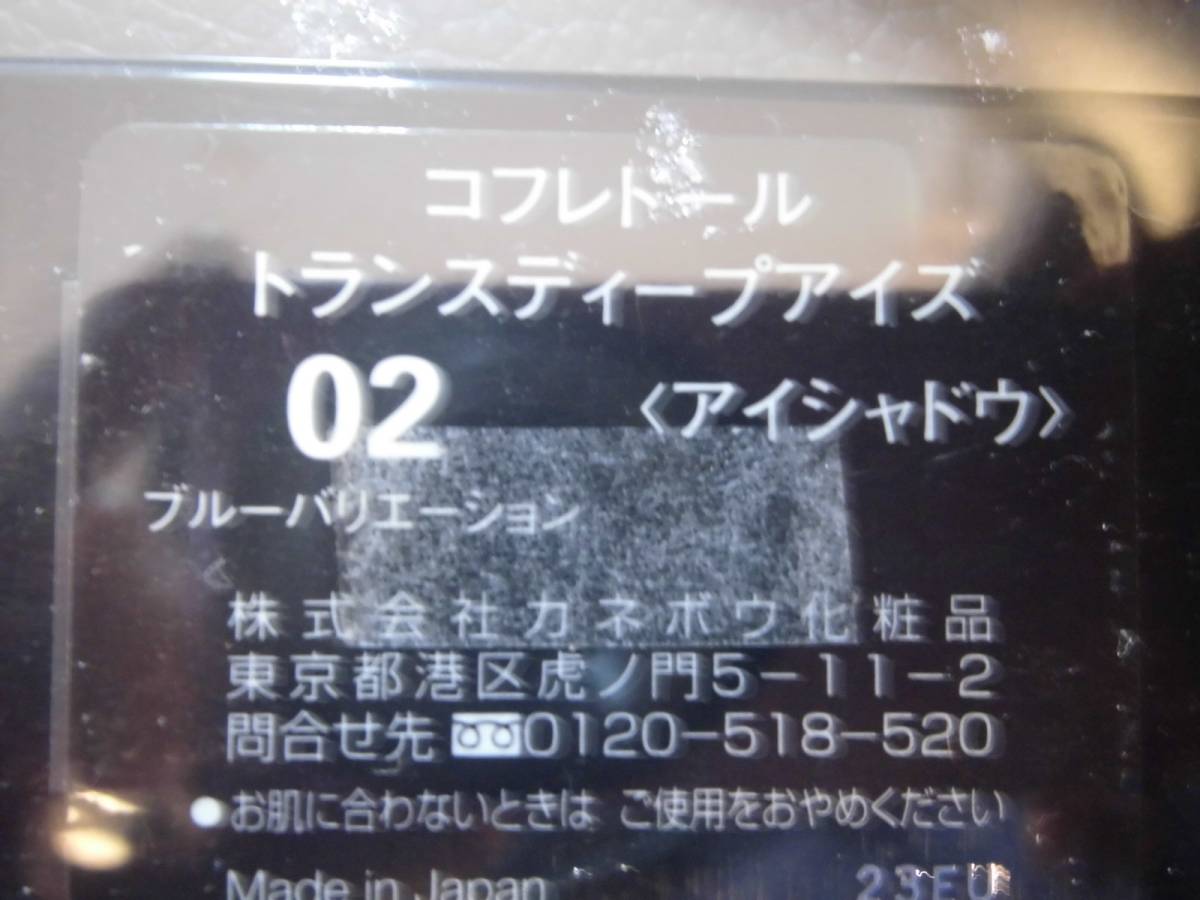 コフレドール
トランスディープアイズ
02 〈アイシャドウ〉
ブルーバリエーション
株式会社カネボウ化粧品
東京都港区虎ノ門5-11-2
問合せ先 0120-518-520
●お肌に合わないときは ご使用をおやめください
Made in Japan